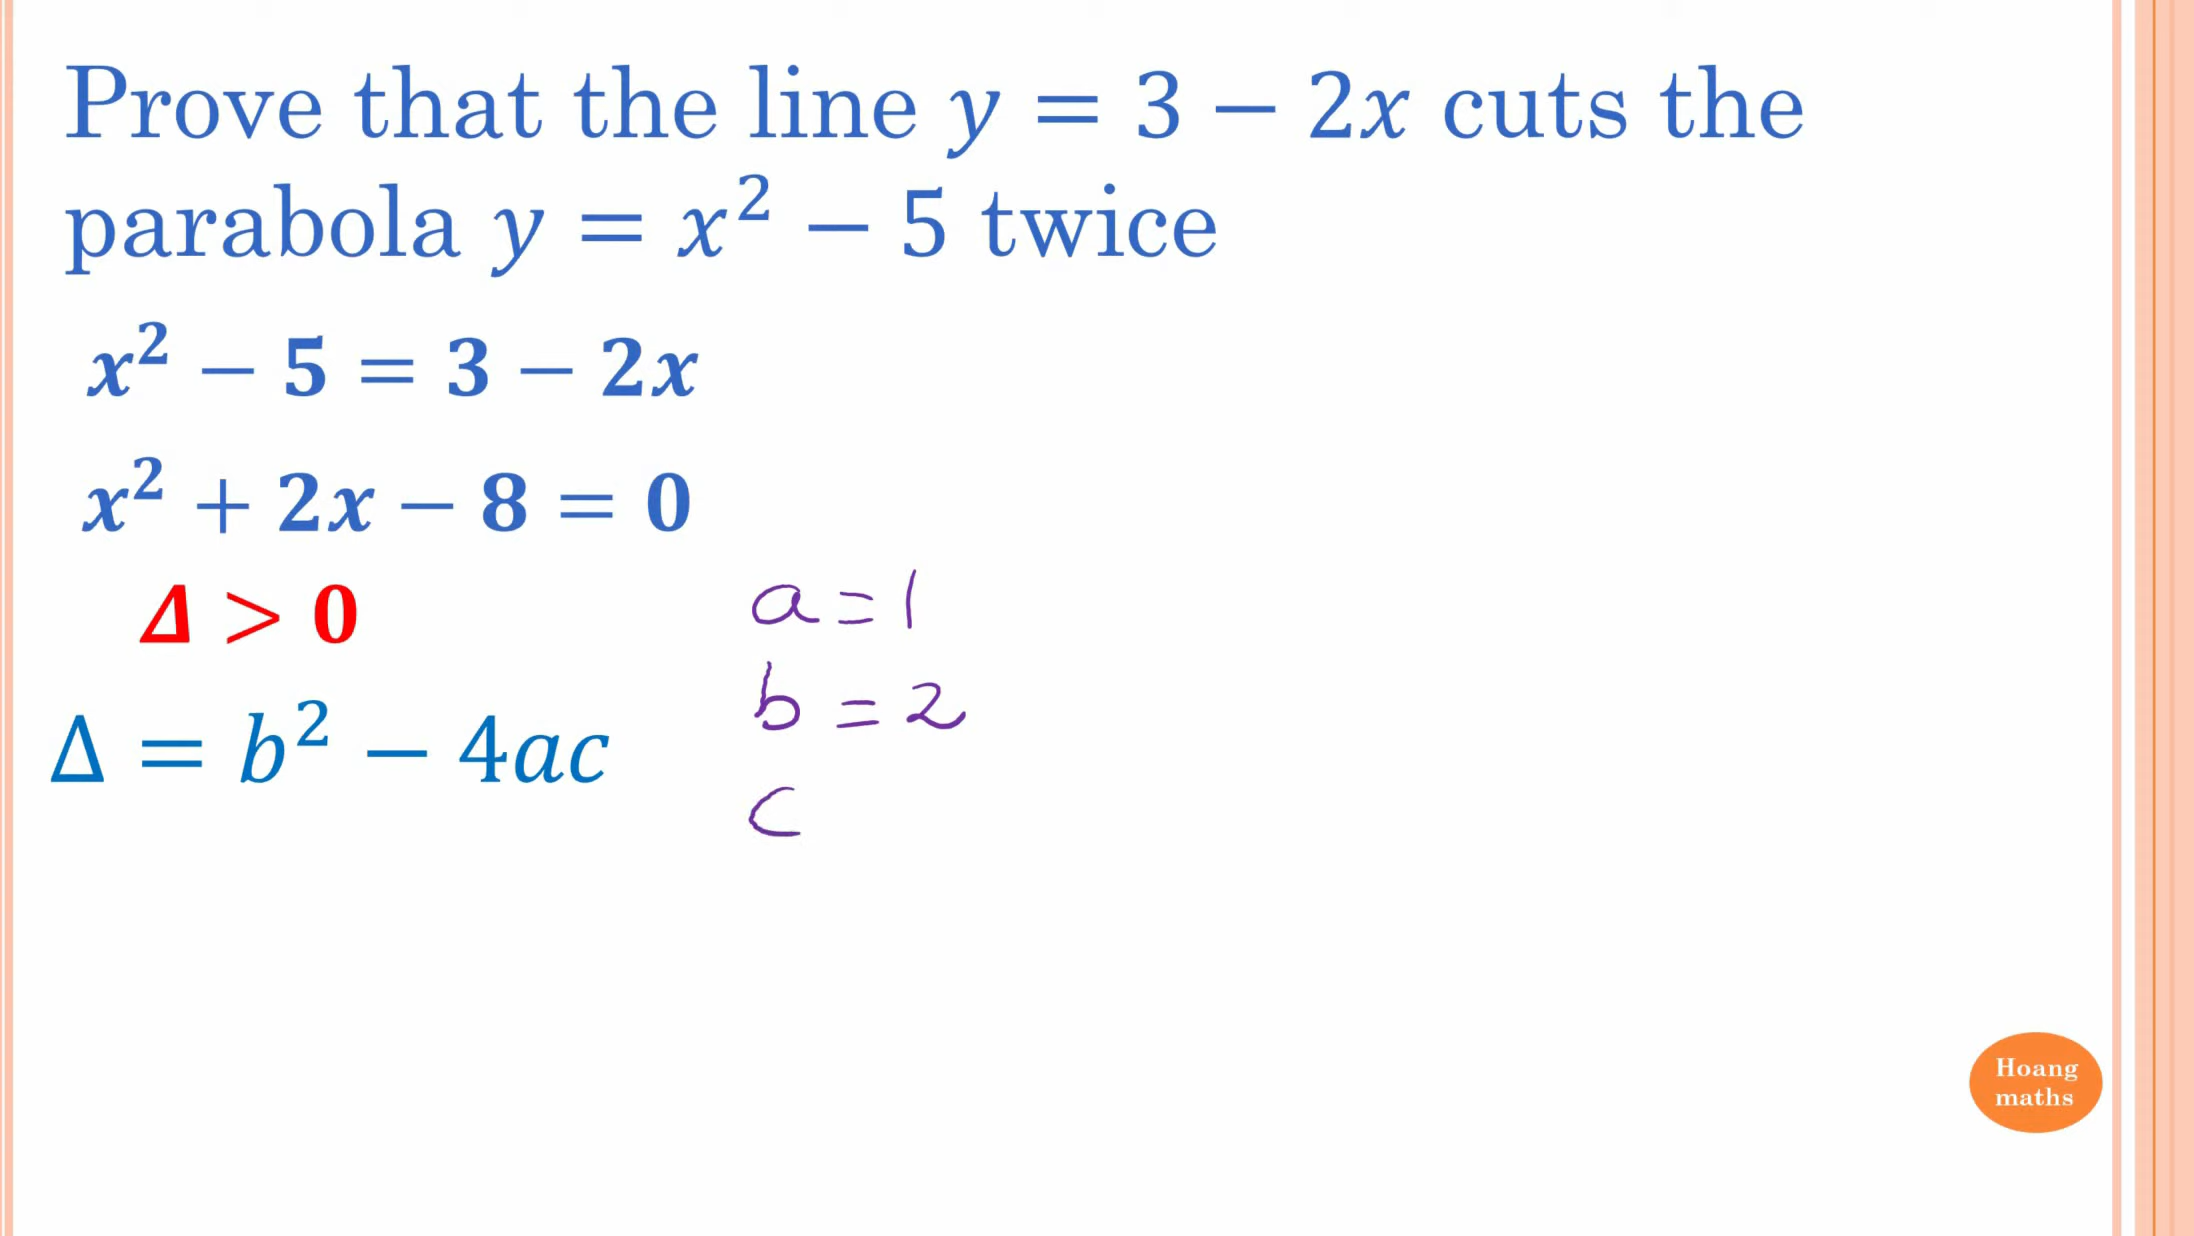 Prove that the line y = 3 − 2x cuts the
parabola y = x² − 5 twice
x² − 5 = 3 − 2x
x² + 2x − 8 = 0
Δ > 0
a = 1
b = 2
Δ = b² − 4ac
c
Hoang
maths